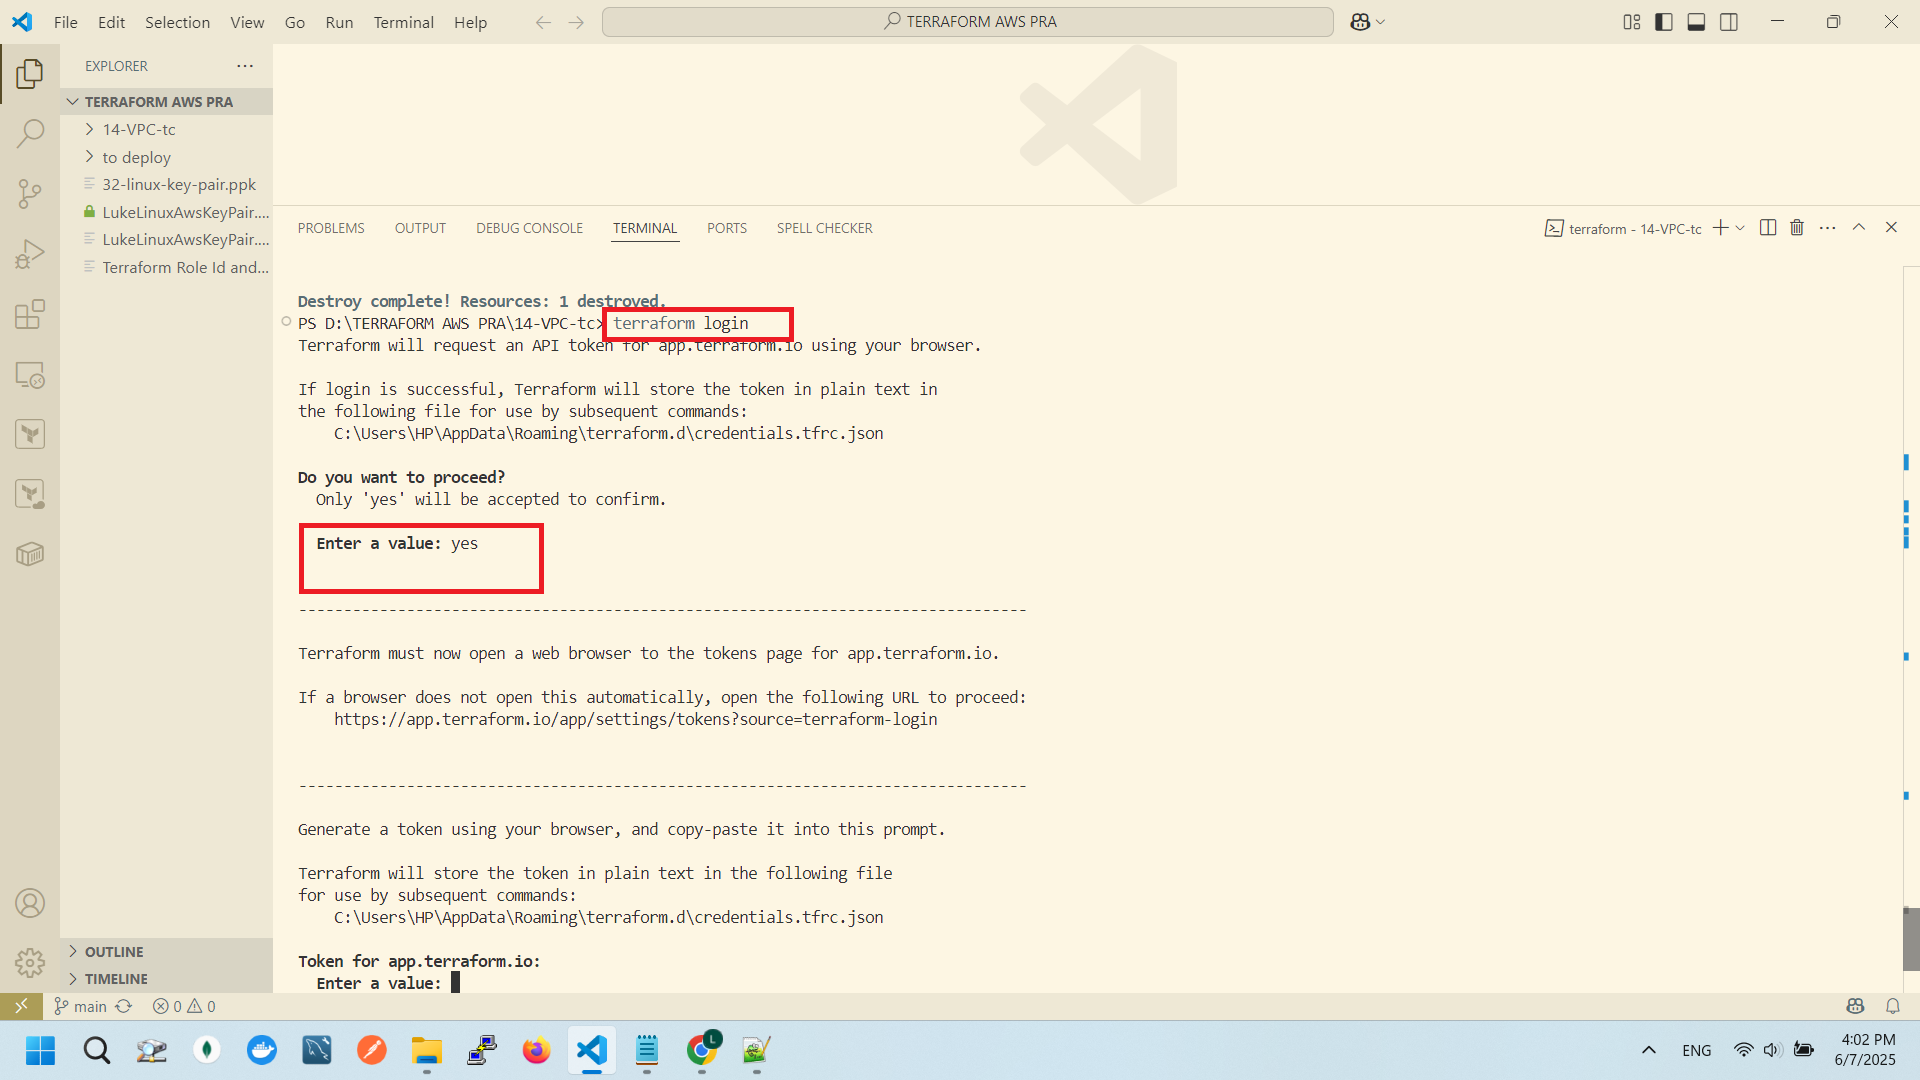 File Edit Selection View Go Run Terminal Help
TERRAFORM AWS PRA
EXPLORER
TERRAFORM AWS PRA
14-VPC-tc
to deploy
32-linux-key-pair.ppk
LukeLinuxAwsKeyPair....
LukeLinuxAwsKeyPair....
Terraform Role Id and...
PROBLEMS OUTPUT DEBUG CONSOLE TERMINAL PORTS SPELL CHECKER
terraform - 14-VPC-tc
Destroy complete! Resources: 1 destroyed.
PS D:\TERRAFORM AWS PRA\14-VPC-tc> terraform login
Terraform will request an API token for app.terraform.io using your browser.
If login is successful, Terraform will store the token in plain text in
the following file for use by subsequent commands:
C:\Users\HP\AppData\Roaming\terraform.d\credentials.tfrc.json
Do you want to proceed?
Only 'yes' will be accepted to confirm.
Enter a value: yes
---------------------------------------------------------------------------------
Terraform must now open a web browser to the tokens page for app.terraform.io.
If a browser does not open this automatically, open the following URL to proceed:
https://app.terraform.io/app/settings/tokens?source=terraform-login
---------------------------------------------------------------------------------
Generate a token using your browser, and copy-paste it into this prompt.
Terraform will store the token in plain text in the following file
for use by subsequent commands:
C:\Users\HP\AppData\Roaming\terraform.d\credentials.tfrc.json
Token for app.terraform.io:
Enter a value:
OUTLINE
TIMELINE
main 0 0
L
ENG
4:02 PM
6/7/2025